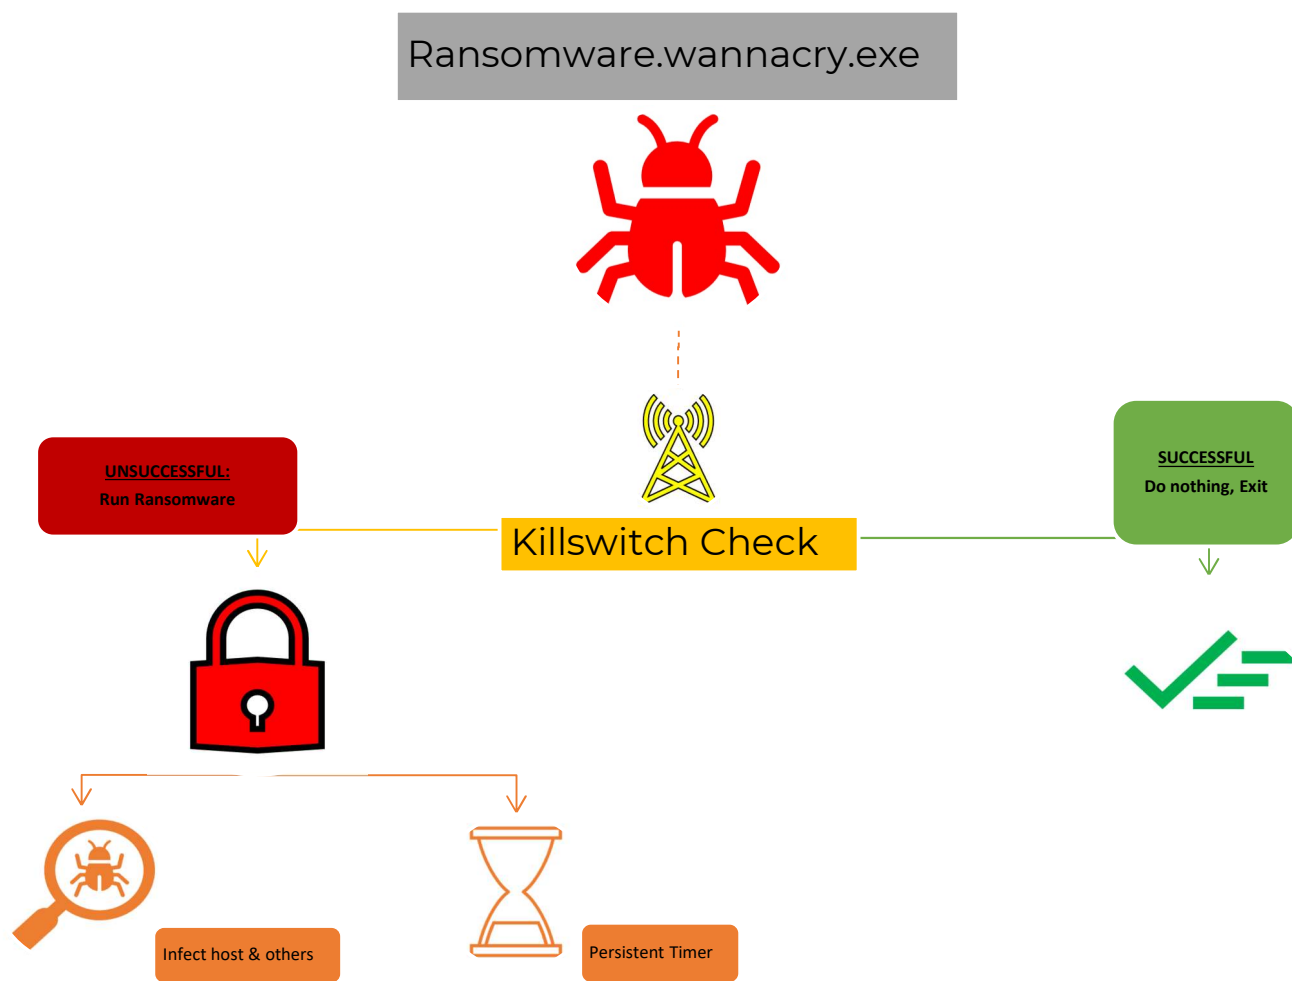 Ransomware.wannacry.exe
UNSUCCESSFUL:
Run Ransomware
Killswitch Check
SUCCESSFUL
Do nothing, Exit
Infect host & others
Persistent Timer